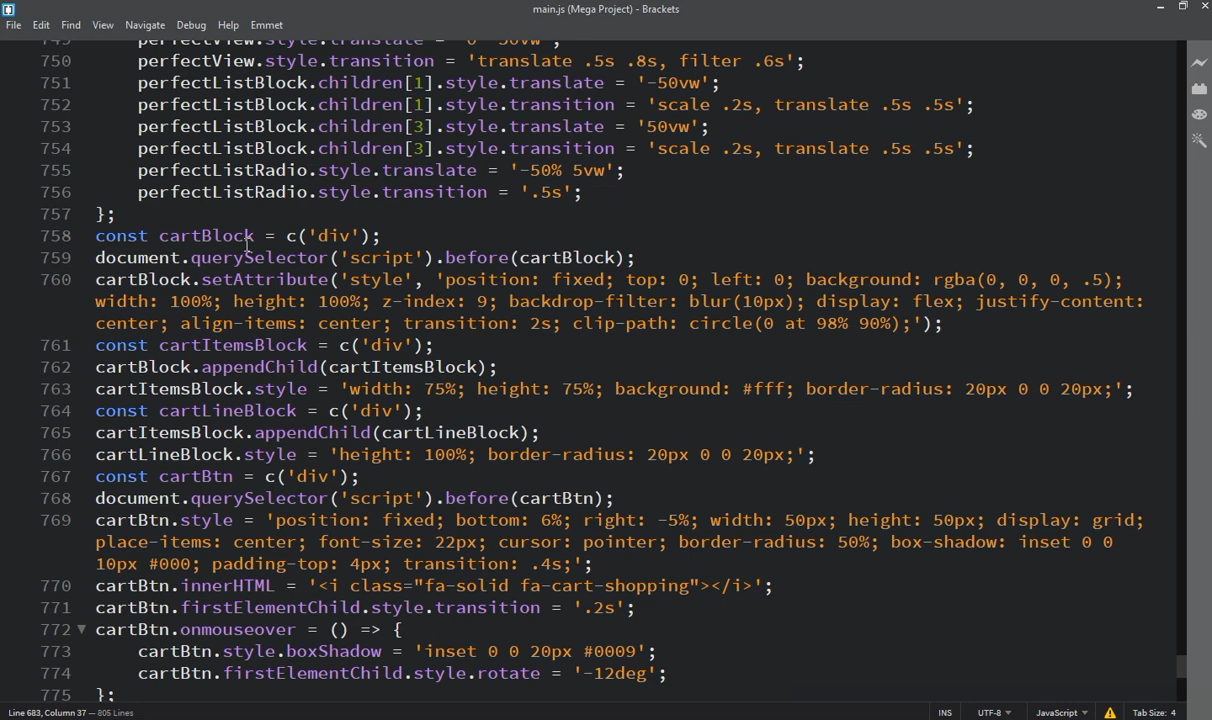 main.js (Mega Project) - Brackets
File Edit Find View Navigate Debug Help Emmet
749 perfectView.style.translate = '0 -50vw';
750 perfectView.style.transition = 'translate .5s .8s, filter .6s';
751 perfectListBlock.children[1].style.translate = '-50vw';
752 perfectListBlock.children[1].style.transition = 'scale .2s, translate .5s .5s';
753 perfectListBlock.children[3].style.translate = '50vw';
754 perfectListBlock.children[3].style.transition = 'scale .2s, translate .5s .5s';
755 perfectListRadio.style.translate = '-50% 5vw';
756 perfectListRadio.style.transition = '.5s';
757 };
758 const cartBlock = c('div');
759 document.querySelector('script').before(cartBlock);
760 cartBlock.setAttribute('style', 'position: fixed; top: 0; left: 0; background: rgba(0, 0, 0, .5);
width: 100%; height: 100%; z-index: 9; backdrop-filter: blur(10px); display: flex; justify-content:
center; align-items: center; transition: 2s; clip-path: circle(0 at 98% 90%);');
761 const cartItemsBlock = c('div');
762 cartBlock.appendChild(cartItemsBlock);
763 cartItemsBlock.style = 'width: 75%; height: 75%; background: #fff; border-radius: 20px 0 0 20px;';
764 const cartLineBlock = c('div');
765 cartItemsBlock.appendChild(cartLineBlock);
766 cartLineBlock.style = 'height: 100%; border-radius: 20px 0 0 20px;';
767 const cartBtn = c('div');
768 document.querySelector('script').before(cartBtn);
769 cartBtn.style = 'position: fixed; bottom: 6%; right: -5%; width: 50px; height: 50px; display: grid;
place-items: center; font-size: 22px; cursor: pointer; border-radius: 50%; box-shadow: inset 0 0
10px #000; padding-top: 4px; transition: .4s;';
770 cartBtn.innerHTML = '<i class="fa-solid fa-cart-shopping"></i>';
771 cartBtn.firstElementChild.style.transition = '.2s';
772 cartBtn.onmouseover = () => {
773 cartBtn.style.boxShadow = 'inset 0 0 20px #0009';
774 cartBtn.firstElementChild.style.rotate = '-12deg';
775 };
Line 683, Column 37 — 805 Lines INS UTF-8 JavaScript Tab Size: 4